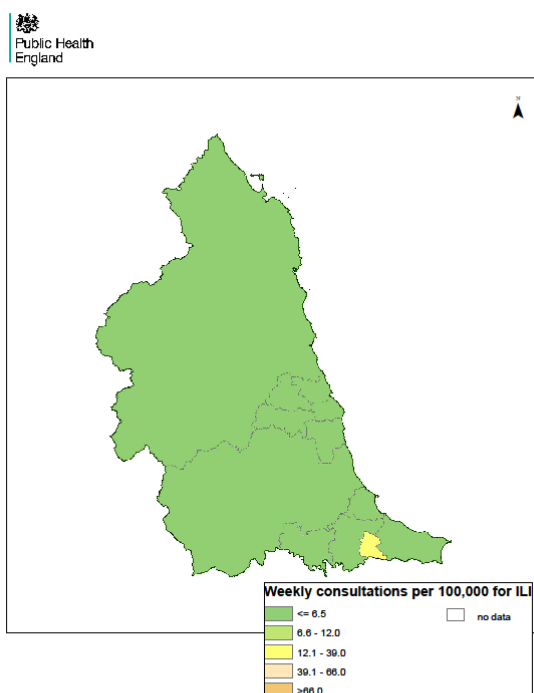 Public Health
England
N
Weekly consultations per 100,000 for ILI
<= 6.5
no data
6.6 - 12.0
12.1 - 39.0
39.1 - 66.0
>66.0